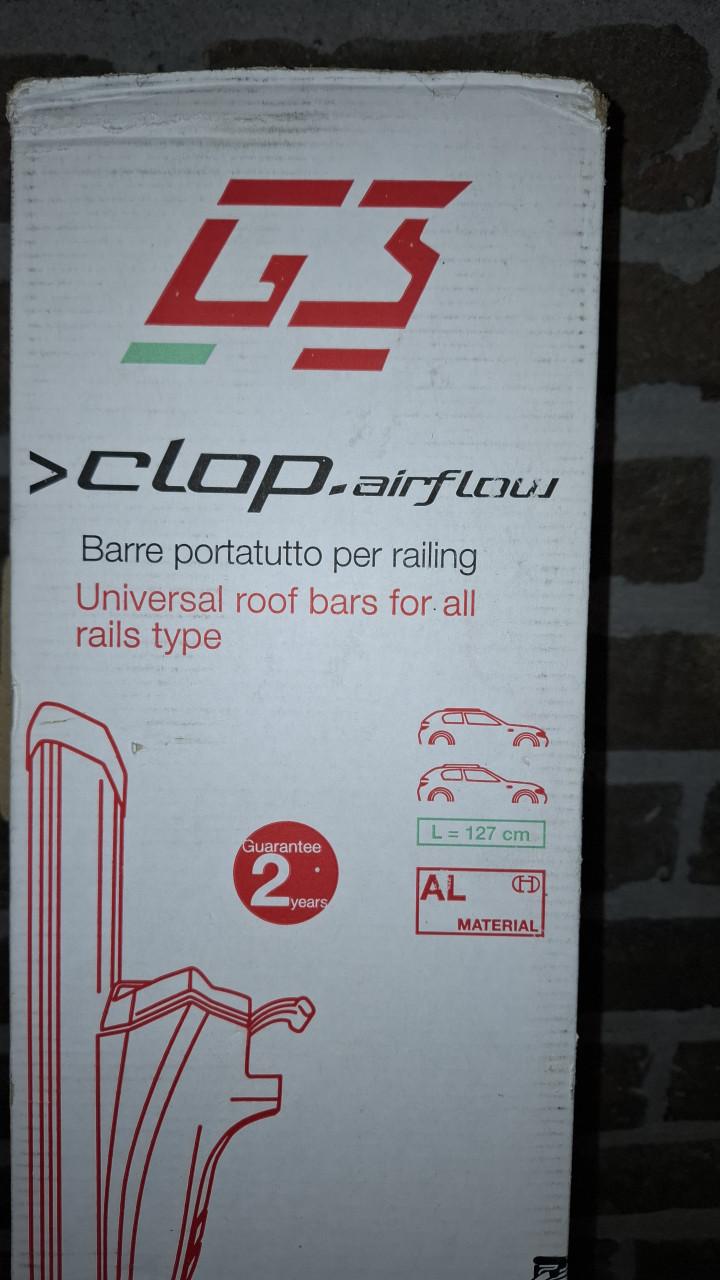 G3
>clop.airflow
Barre portatutto per railing
Universal roof bars for all
rails type
L = 127 cm
Guarantee
2
years
AL
MATERIAL